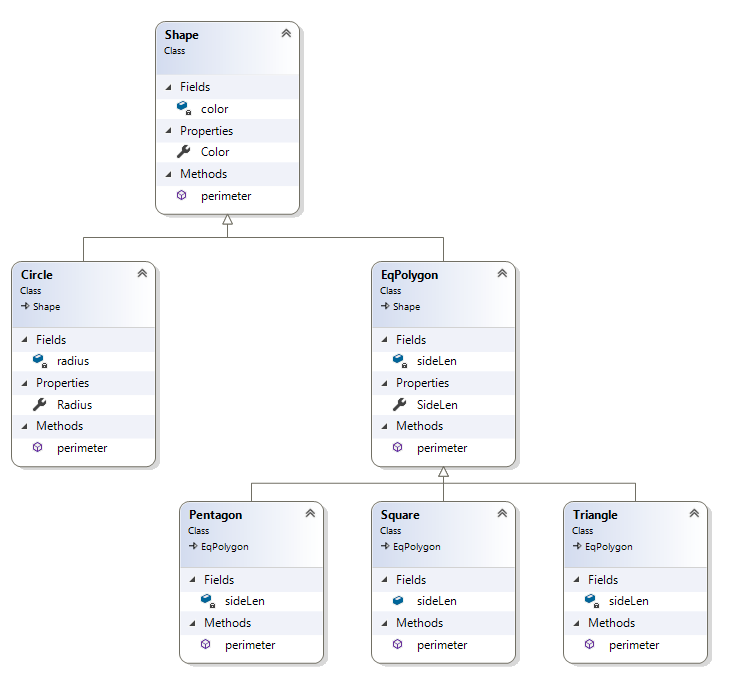 Shape
Class
Fields
color
Properties
Color
Methods
perimeter
Circle
Class
Shape
Fields
radius
Properties
Radius
Methods
perimeter
EqPolygon
Class
Shape
Fields
sideLen
Properties
SideLen
Methods
perimeter
Pentagon
Class
EqPolygon
Fields
sideLen
Methods
perimeter
Square
Class
EqPolygon
Fields
sideLen
Methods
perimeter
Triangle
Class
EqPolygon
Fields
sideLen
Methods
perimeter